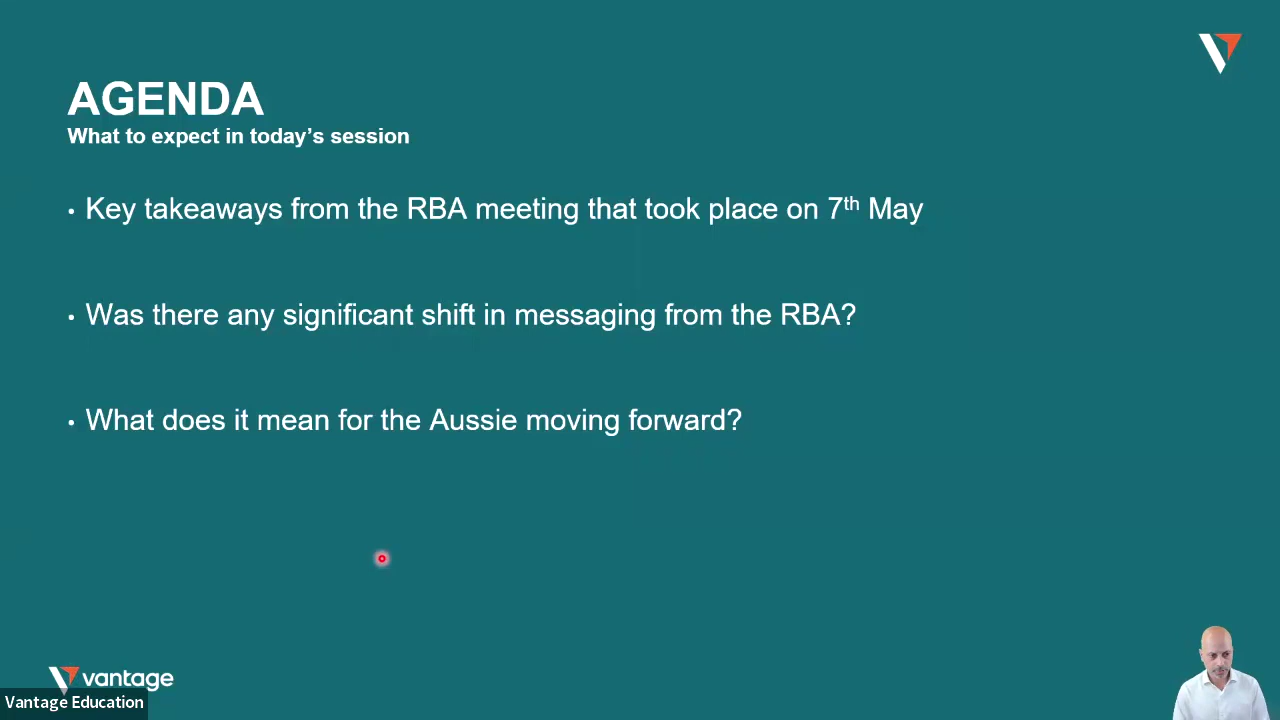 AGENDA
What to expect in today's session
• Key takeaways from the RBA meeting that took place on 7th May
• Was there any significant shift in messaging from the RBA?
• What does it mean for the Aussie moving forward?
vantage
Vantage Education